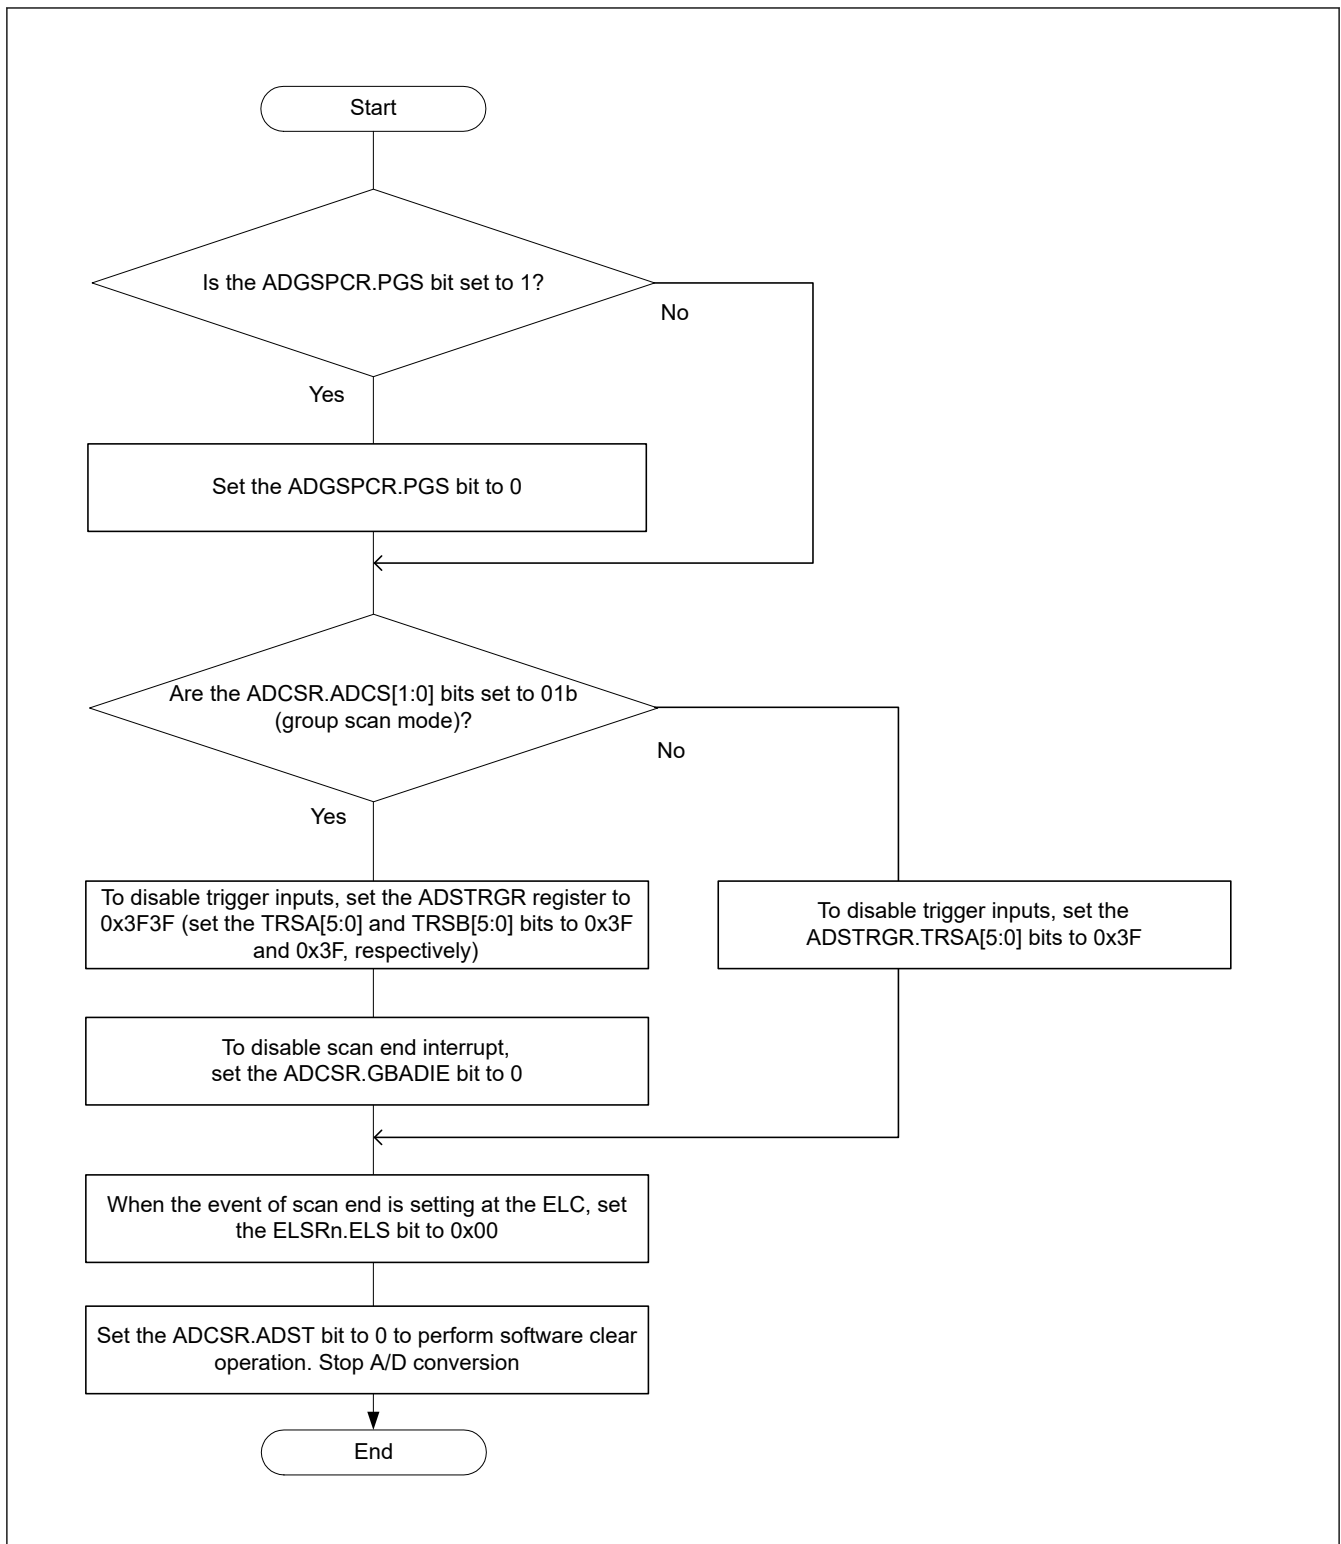 Start
Is the ADGSPCR.PGS bit set to 1?
No
Yes
Set the ADGSPCR.PGS bit to 0
Are the ADCSR.ADCS[1:0] bits set to 01b
(group scan mode)?
No
Yes
To disable trigger inputs, set the ADSTRGR register to
0x3F3F (set the TRSA[5:0] and TRSB[5:0] bits to 0x3F
and 0x3F, respectively)
To disable trigger inputs, set the
ADSTRGR.TRSA[5:0] bits to 0x3F
To disable scan end interrupt,
set the ADCSR.GBADIE bit to 0
When the event of scan end is setting at the ELC, set
the ELSRn.ELS bit to 0x00
Set the ADCSR.ADST bit to 0 to perform software clear
operation. Stop A/D conversion
End